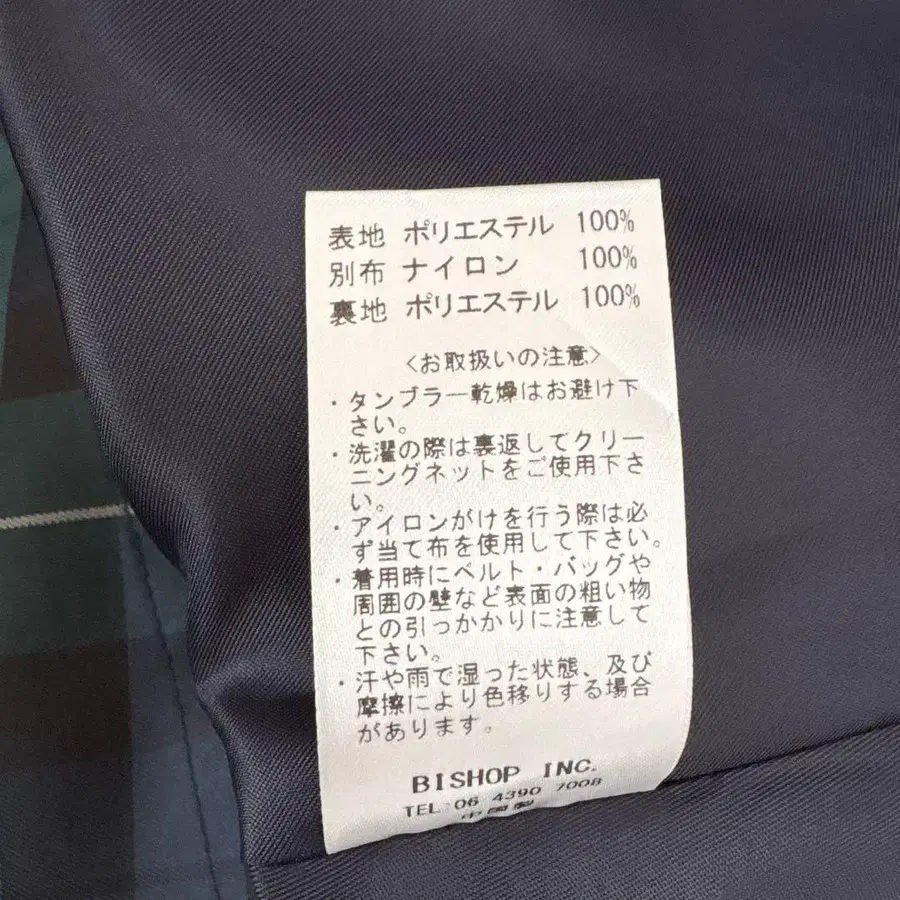 表地 ポリエステル 100%
別布 ナイロン 100%
裏地 ポリエステル 100%
<お取扱いの注意>
・タンブラー乾燥はお避け下
さい。
・洗濯の際は裏返してクリー
ニングネットをご使用下さ
い。
・アイロンがけを行う際は必
ず当て布を使用して下さい。
・着用時にベルト・バッグや
周囲の壁など表面の粗い物
との引っかかりに注意して
下さい。
・汗や雨で湿った状態、及び
摩擦により色移りする場合
があります。
BISHOP INC.
TEL:06 4390 7008
中国製